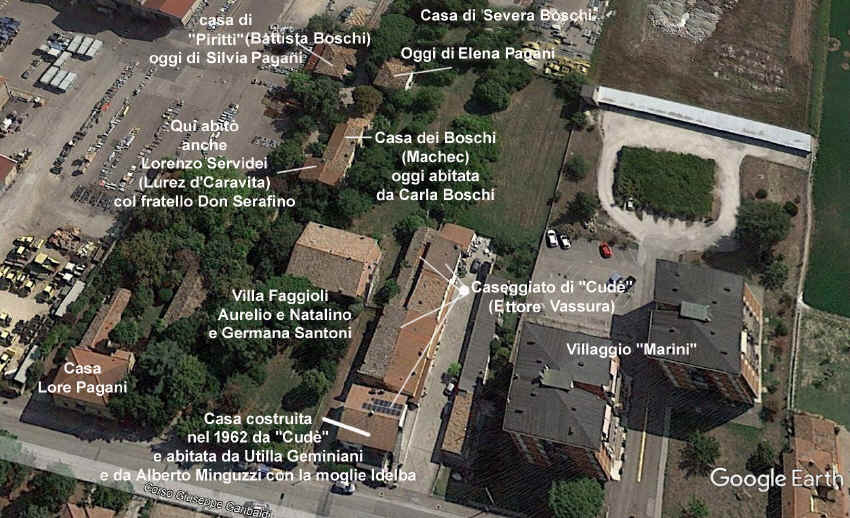 casa di
"Piritti"(Battista Boschi)
oggi di Silvia Pagani
Casa di "Severa Boschi"
Oggi di Elena Pagani
Qui abitò
anche
Lorenzo Servidei
(Lurez d'Caravita)
col fratello Don Serafino
Casa dei Boschi
(Machec)
oggi abitata
da Carla Boschi
Villa Faggioli
Aurelio e Natalino
e Germana Santoni
Caseggiato di "Cudè"
(Ettore Vassura)
Villaggio "Marini"
Casa
Lore Pagani
Casa costruita
nel 1962 da "Cudè"
e abitata da Utilla Geminiani
e da Alberto Minguzzi con la moglie Idelba
Corso Giuseppe Garibaldi
Google Earth